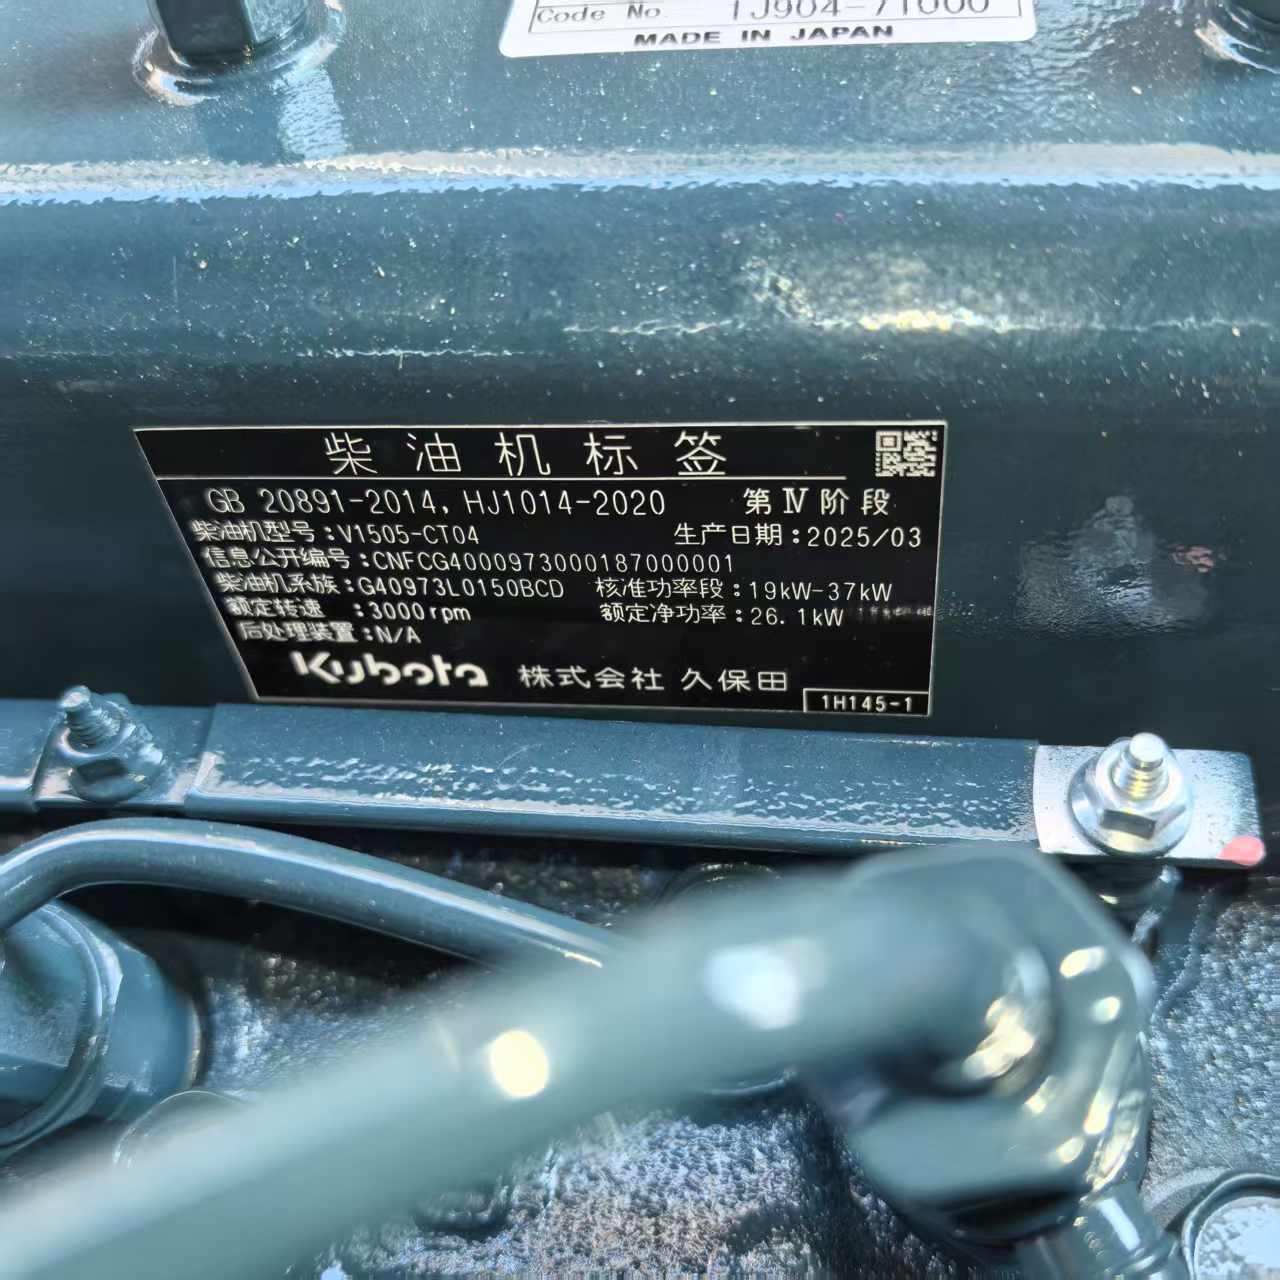 Code No. 1J904-71000
MADE IN JAPAN
柴油机标签
GB 20891-2014, HJ1014-2020 第Ⅳ阶段
柴油机型号:V1505-CT04 生产日期:2025/03
信息公开编号:CNFCG4000973000187000001
柴油机系族:G40973L0150BCD 核准功率段:19kW-37kW
额定转速 :3000rpm 额定净功率:26.1kW
后处理装置:N/A
Kubota 株式会社 久保田
1H145-1